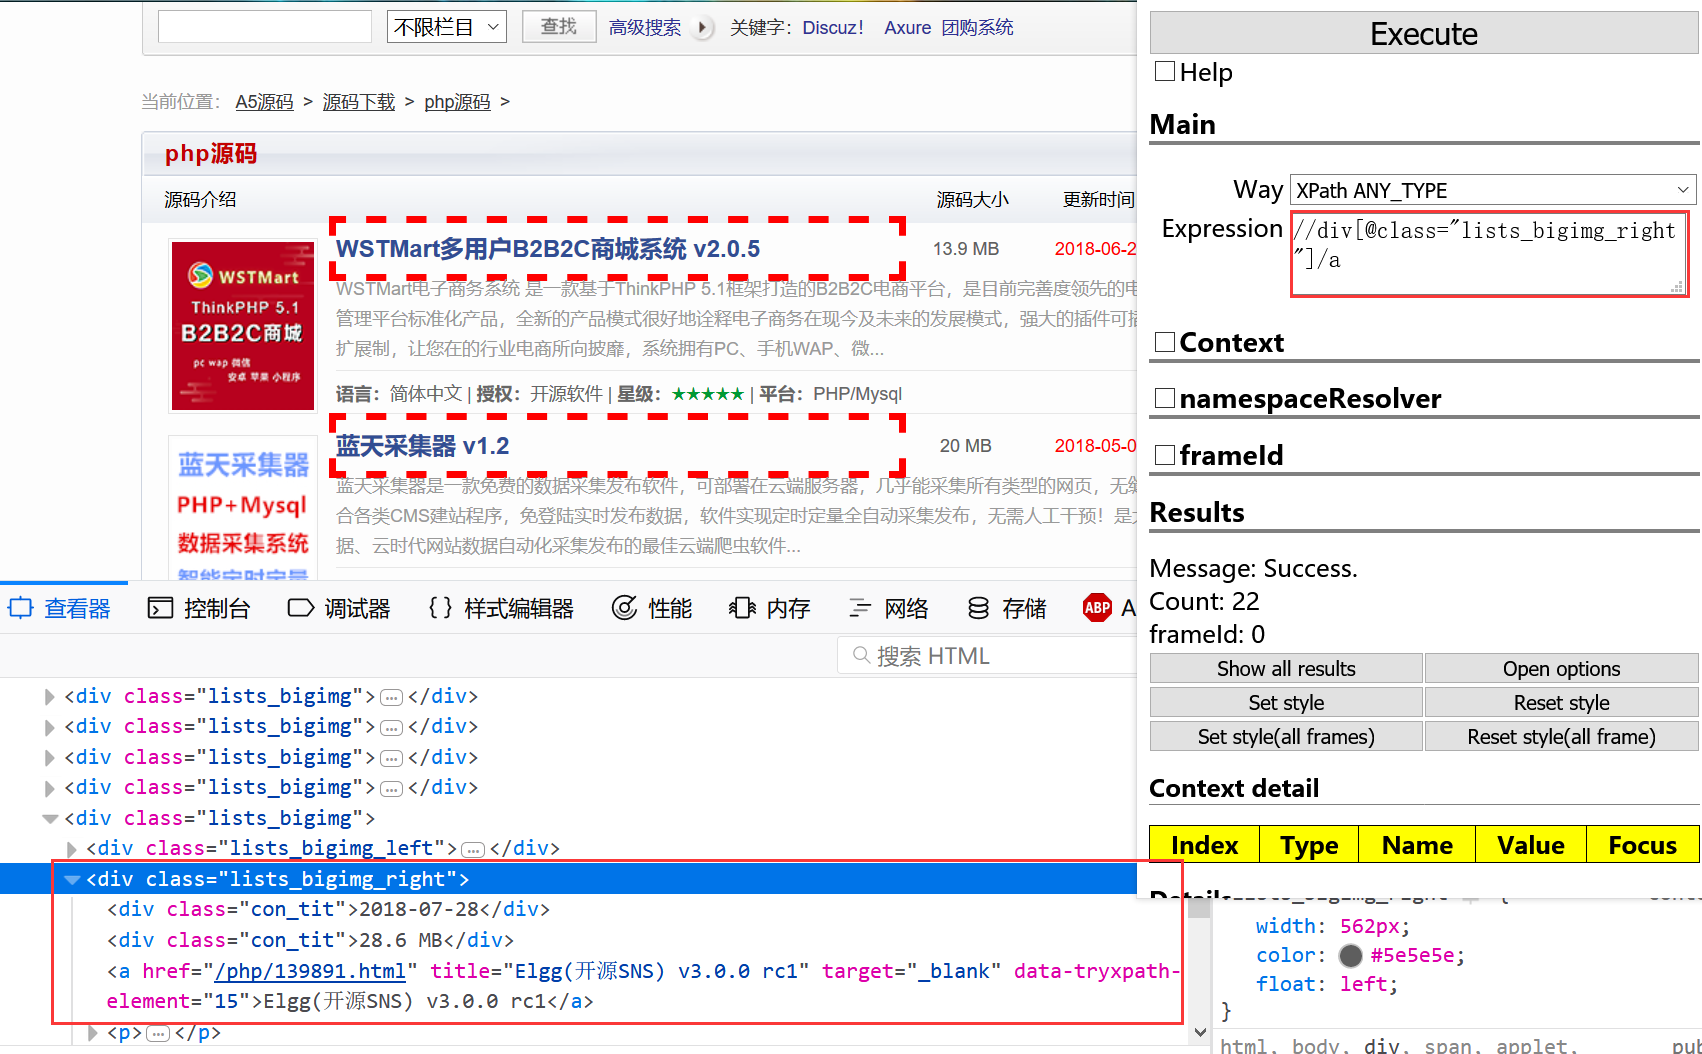 不限栏目
查找
高级搜索
关键字：
Discuz!
Axure
团购系统
当前位置：
A5源码 > 源码下载 > php源码 >
php源码
源码介绍
源码大小
更新时间
WSTMart
ThinkPHP 5.1
B2B2C商城
pc wap 微信
安卓 苹果 小程序
WSTMart多用户B2B2C商城系统 v2.0.5
13.9 MB
2018-06-2
WSTMart电子商务系统 是一款基于ThinkPHP 5.1框架打造的B2B2C电商平台，是目前完善度领先的电
管理平台标准化产品，全新的产品模式很好地诠释电子商务在现今及未来的发展模式，强大的插件可插
扩展制，让您在的行业电商所向披靡，系统拥有PC、手机WAP、微...
语言：简体中文 | 授权：开源软件 | 星级：★★★★★ | 平台：PHP/Mysql
蓝天采集器
PHP+Mysql
数据采集系统
智能定时定量
蓝天采集器 v1.2
20 MB
2018-05-0
蓝天采集器是一款免费的数据采集发布软件，可部署在云端服务器，几乎能采集所有类型的网页，无缝
合各类CMS建站程序，免登陆实时发布数据，软件实现定时定量全自动采集发布，无需人工干预！是大
据、云时代网站数据自动化采集发布的最佳云端爬虫软件...
查看器
控制台
调试器
{} 样式编辑器
性能
内存
网络
存储
ABP A
搜索 HTML
<div class="lists_bigimg">…</div>
<div class="lists_bigimg">…</div>
<div class="lists_bigimg">…</div>
<div class="lists_bigimg">…</div>
<div class="lists_bigimg">
<div class="lists_bigimg_left">…</div>
<div class="lists_bigimg_right">
<div class="con_tit">2018-07-28</div>
<div class="con_tit">28.6 MB</div>
<a href="/php/139891.html" title="Elgg(开源SNS) v3.0.0 rc1" target="_blank" data-tryxpath-
element="15">Elgg(开源SNS) v3.0.0 rc1</a>
<p>…</p>
Execute
Help
Main
Way
XPath ANY_TYPE
Expression
//div[@class="lists_bigimg_right
"]/a
Context
namespaceResolver
frameId
Results
Message: Success.
Count: 22
frameId: 0
Show all results
Open options
Set style
Reset style
Set style(all frames)
Reset style(all frame)
Context detail
Index
Type
Name
Value
Focus
Details
width: 562px;
color: #5e5e5e;
float: left;
}
html, body, div, span, applet,